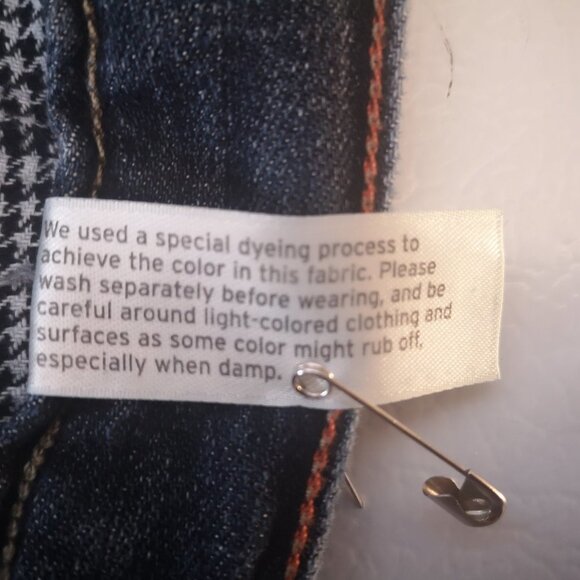 We used a special dyeing process to
achieve the color in this fabric. Please
wash separately before wearing, and be
careful around light-colored clothing and
surfaces as some color might rub off,
especially when damp.